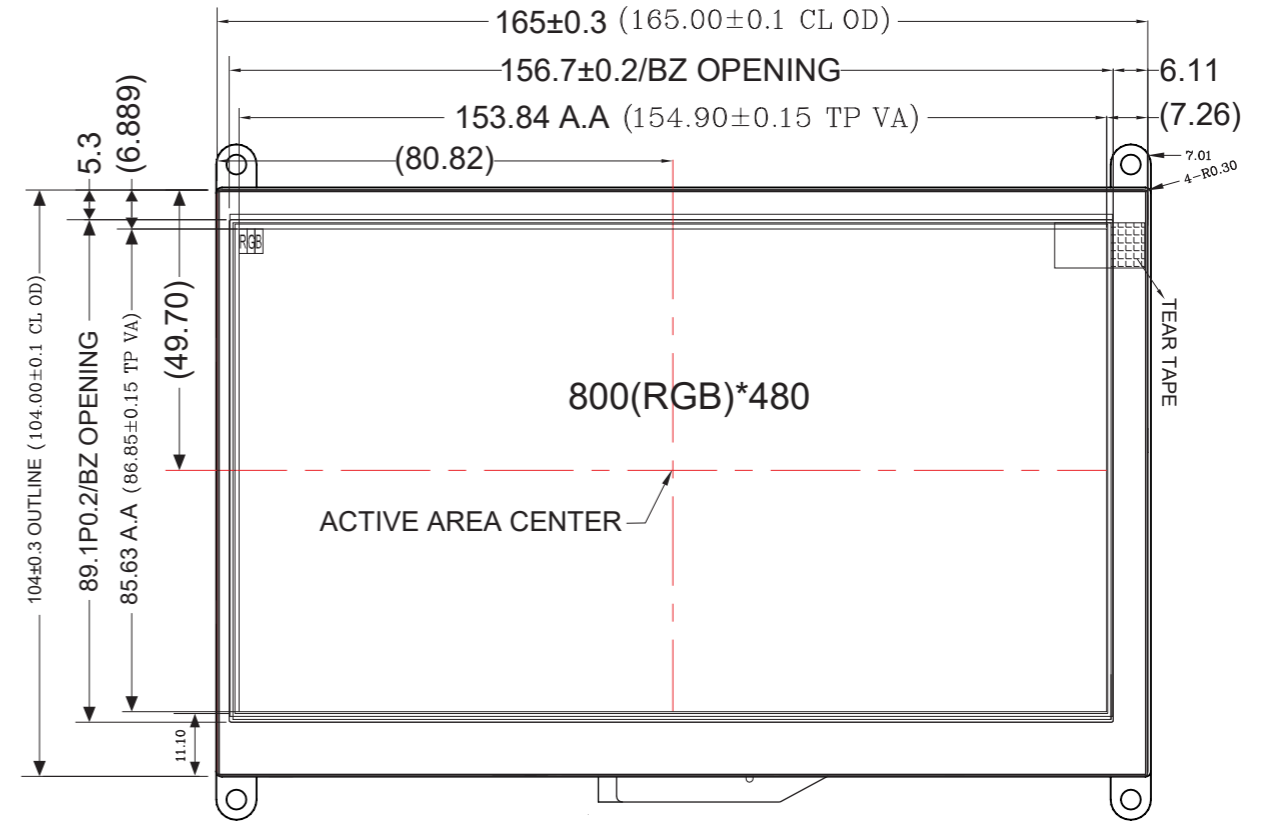 165±0.3 (165.00±0.1 CL OD)
156.7±0.2/BZ OPENING
6.11
153.84 A.A (154.90±0.15 TP VA)
(7.26)
(80.82)
5.3
(6.889)
7.01
4-R0.30
RGB
(49.70)
104±0.3 OUTLINE (104.00±0.1 CL OD)
89.1P0.2/BZ OPENING
85.63 A.A (86.85±0.15 TP VA)
TEAR TAPE
800(RGB)*480
ACTIVE AREA CENTER
11.10